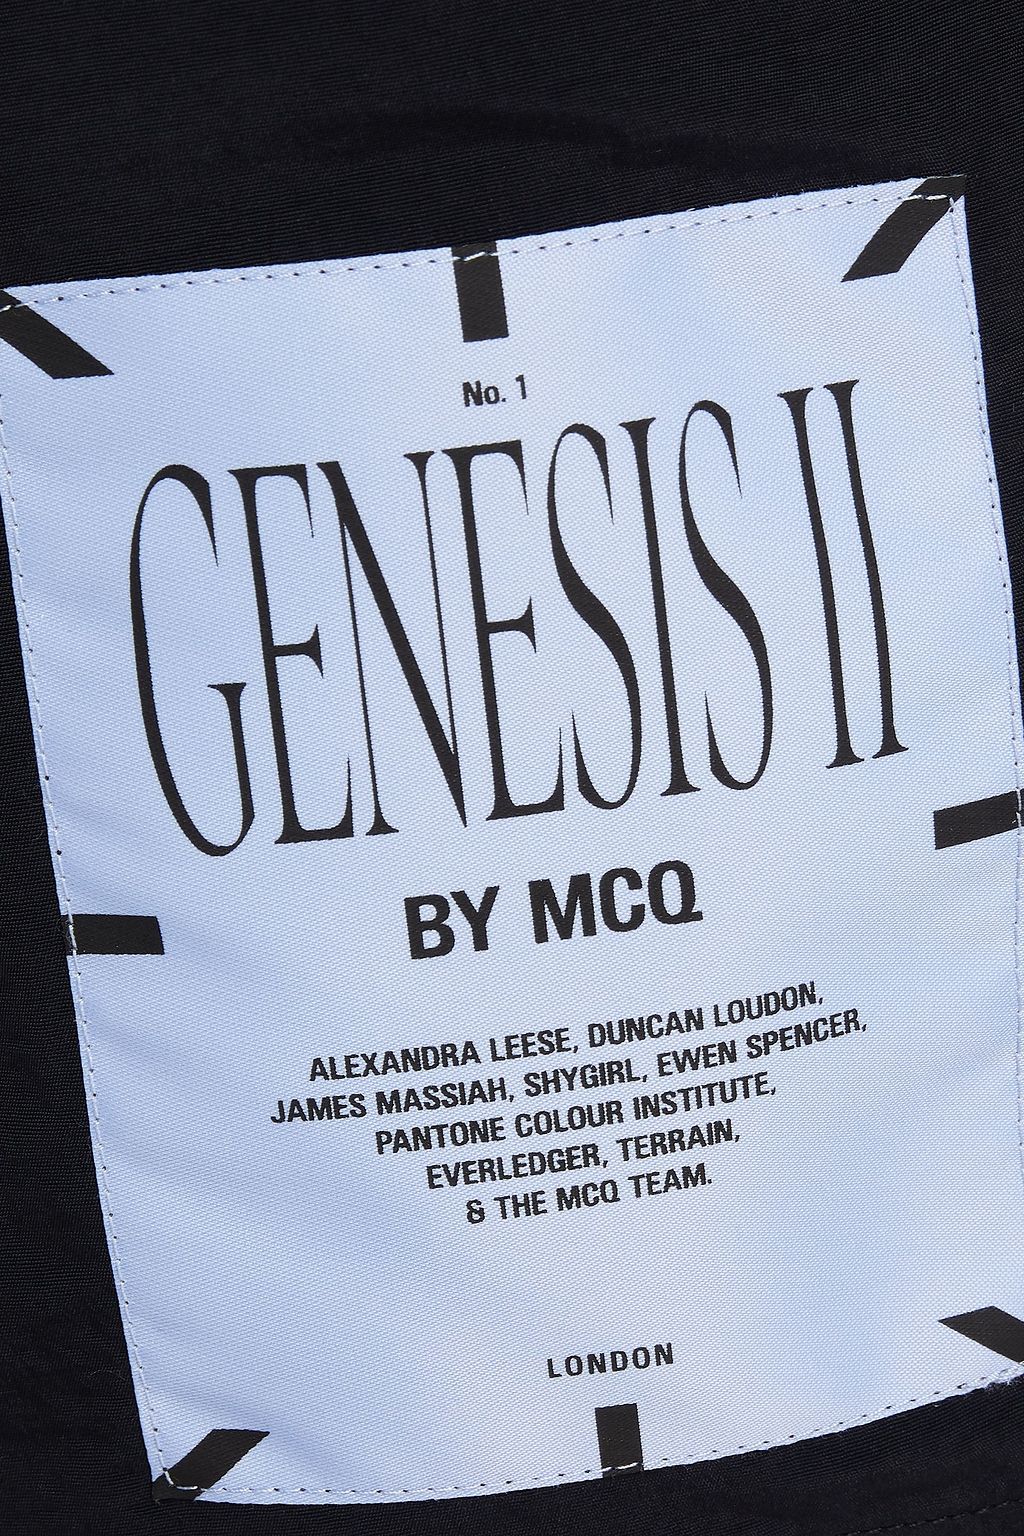 No. 1
GENESIS II
BY MCQ
ALEXANDRA LEESE, DUNCAN LOUDON,
JAMES MASSIAH, SHYGIRL, EWEN SPENCER,
PANTONE COLOUR INSTITUTE,
EVERLEDGER, TERRAIN,
& THE MCQ TEAM.
LONDON